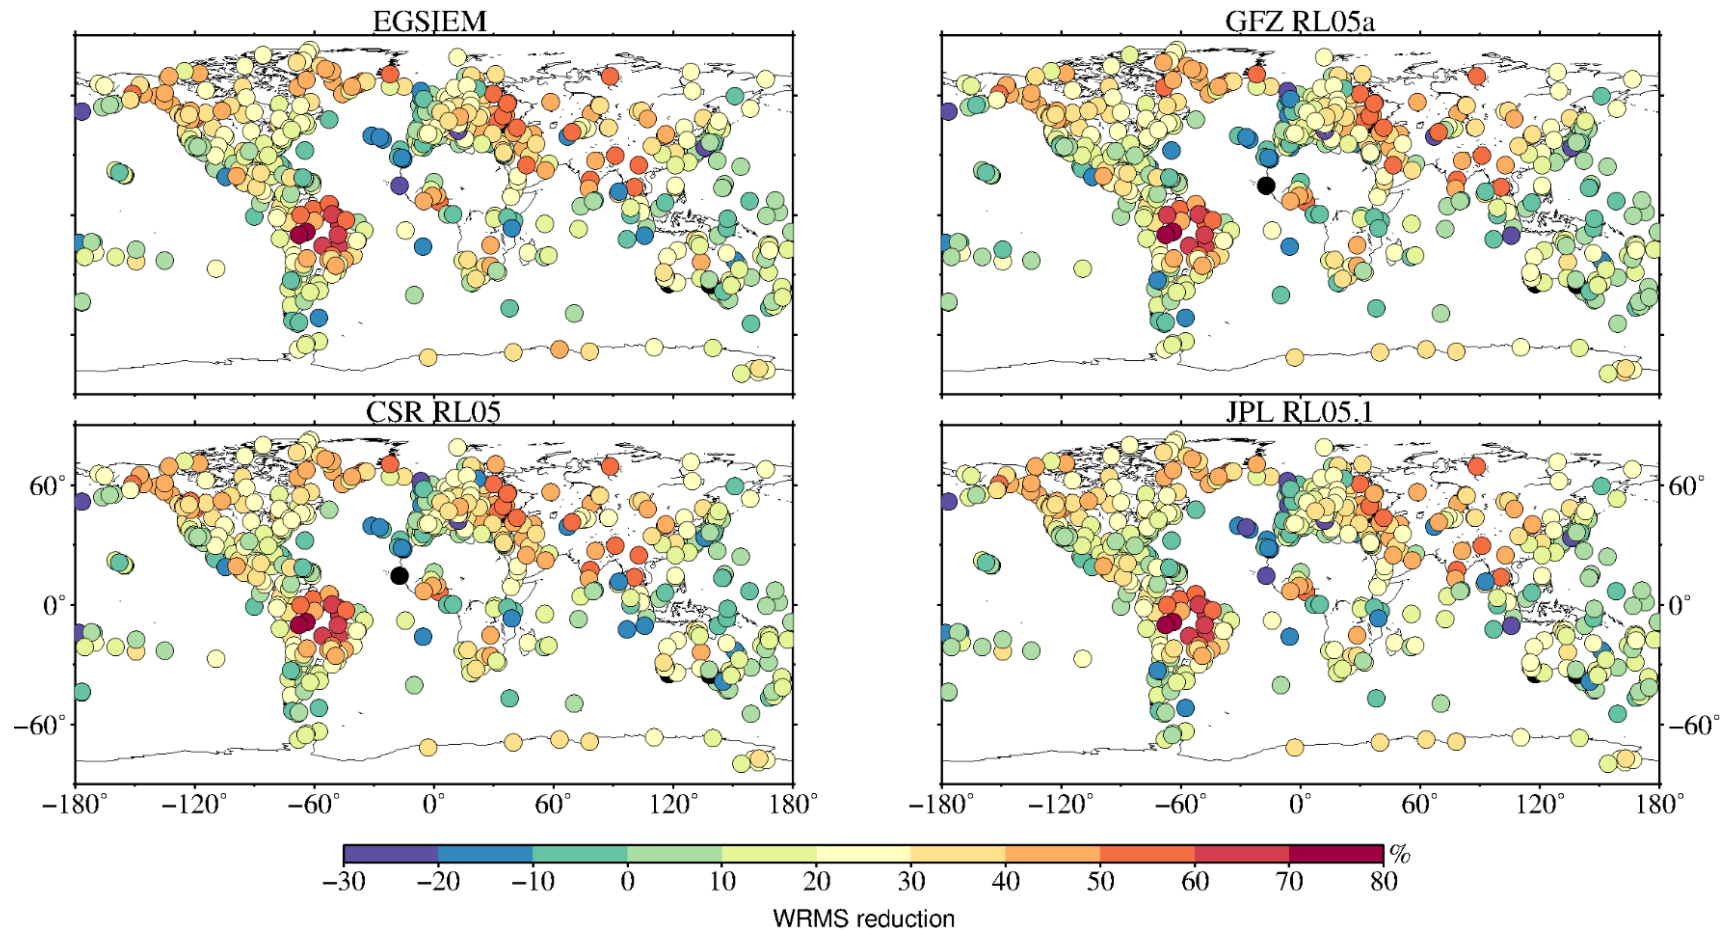 EGSIEM
GFZ RL05a
CSR RL05
JPL RL05.1
60°
0°
−60°
60°
0°
−60°
−180° −120° −60° 0° 60° 120° 180°
−180° −120° −60° 0° 60° 120° 180°
%
−30 −20 −10 0 10 20 30 40 50 60 70 80
WRMS reduction